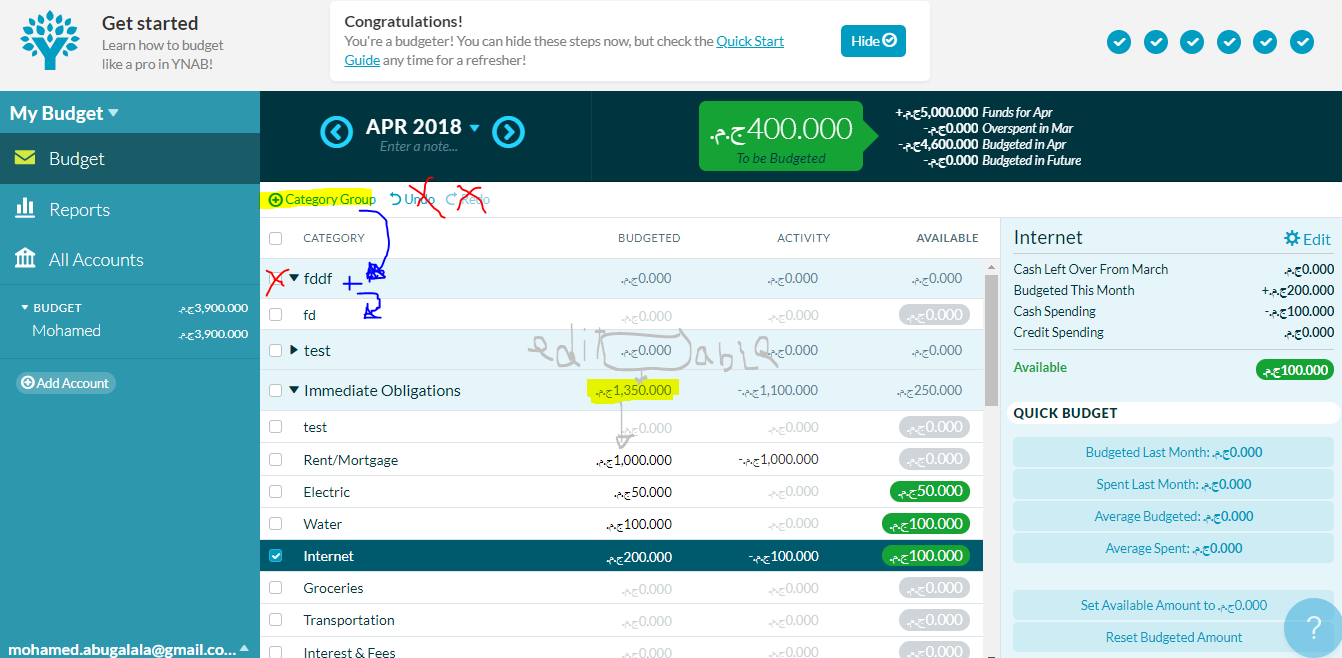 Get started
Learn how to budget
like a pro in YNAB!
Congratulations!
You're a budgeter! You can hide these steps now, but check the Quick Start
Guide any time for a refresher!
Hide
My Budget
Budget
Reports
All Accounts
BUDGET ج.م.3,900.000
Mohamed ج.م.3,900.000
Add Account
mohamed.abugalala@gmail.co...
APR 2018
Enter a note...
ج.م.400.000
To be Budgeted
+ج.م.5,000.000 Funds for Apr
-ج.م.0.000 Overspent in Mar
-ج.م.4,600.000 Budgeted in Apr
-ج.م.0.000 Budgeted in Future
Category Group Undo Redo
CATEGORY BUDGETED ACTIVITY AVAILABLE
fddf + ج.م.0.000 ج.م.0.000 ج.م.0.000
fd ج.م.0.000 ج.م.0.000 ج.م.0.000
edit able
test ج.م.0.000 ج.م.0.000 ج.م.0.000
Immediate Obligations ج.م.1,350.000 -ج.م.1,100.000 ج.م.250.000
test ج.م.0.000 ج.م.0.000 ج.م.0.000
Rent/Mortgage ج.م.1,000.000 -ج.م.1,000.000 ج.م.0.000
Electric ج.م.50.000 ج.م.0.000 ج.م.50.000
Water ج.م.100.000 ج.م.0.000 ج.م.100.000
Internet ج.م.200.000 -ج.م.100.000 ج.م.100.000
Groceries ج.م.0.000 ج.م.0.000 ج.م.0.000
Transportation ج.م.0.000 ج.م.0.000 ج.م.0.000
Interest & Fees ج.م.0.000 ج.م.0.000 ج.م.0.000
Internet Edit
Cash Left Over From March ج.م.0.000
Budgeted This Month +ج.م.200.000
Cash Spending -ج.م.100.000
Credit Spending ج.م.0.000
Available ج.م.100.000
QUICK BUDGET
Budgeted Last Month: ج.م.0.000
Spent Last Month: ج.م.0.000
Average Budgeted: ج.م.0.000
Average Spent: ج.م.0.000
Set Available Amount to ج.م.0.000
Reset Budgeted Amount
?